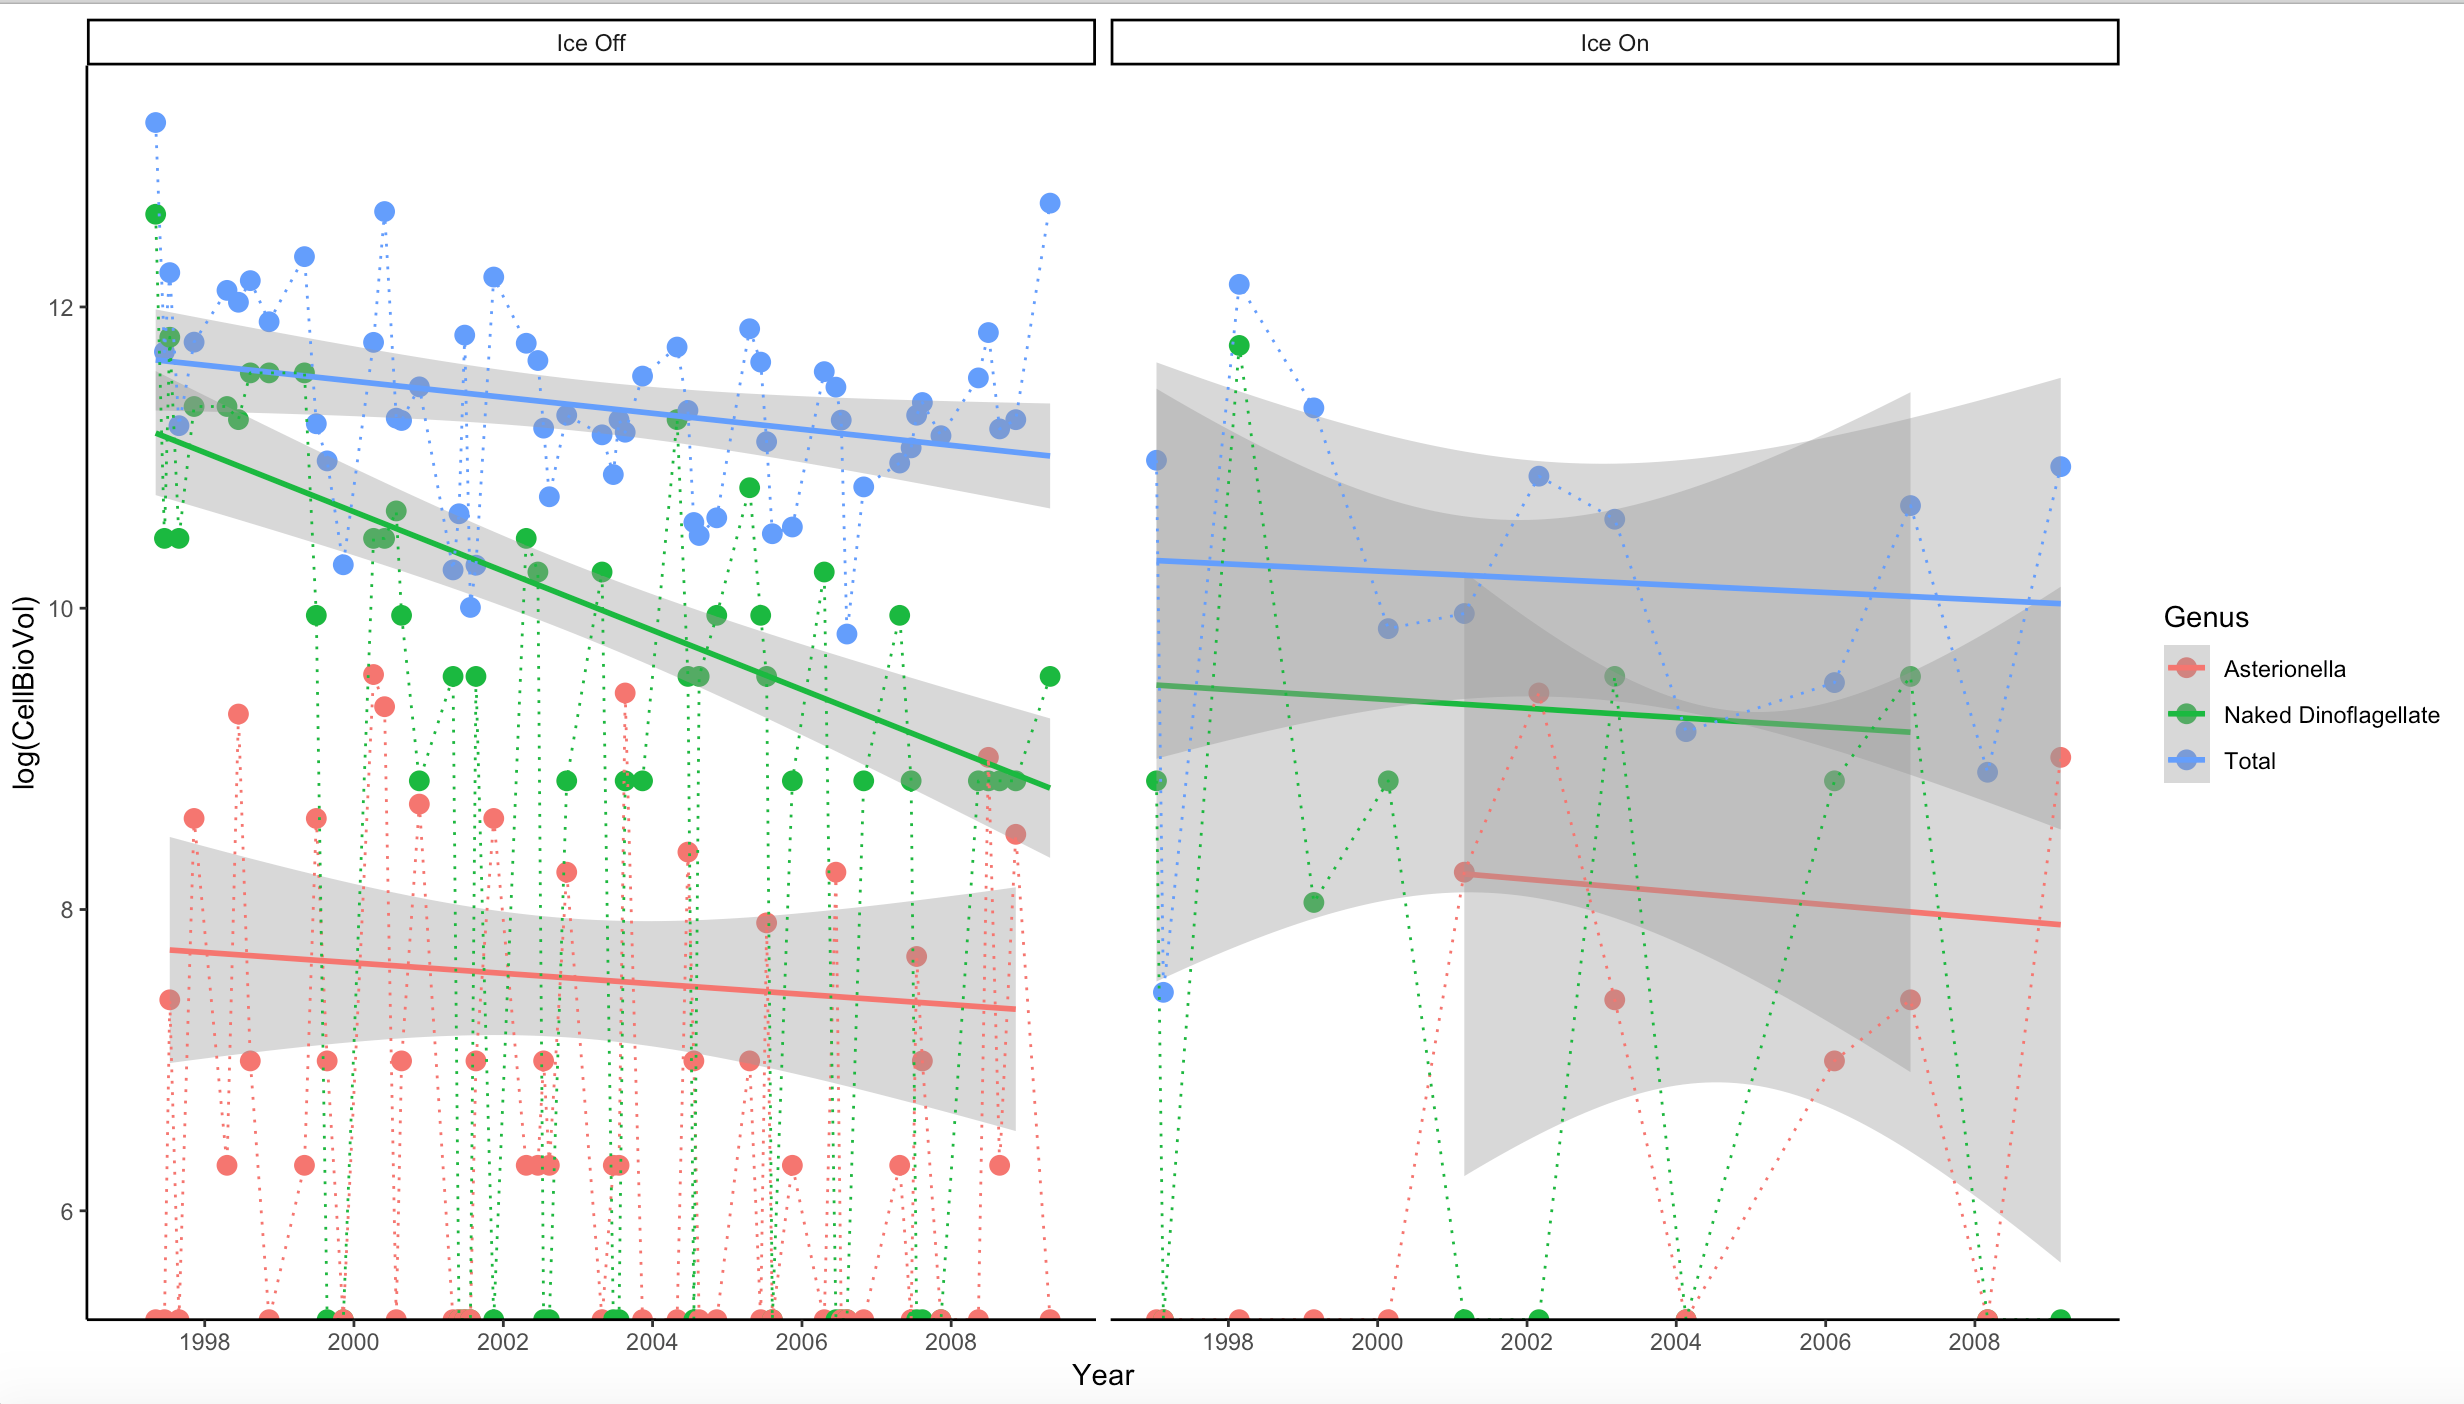 Ice Off
Ice On
log(CellBioVol)
12
10
8
6
1998 2000 2002 2004 2006 2008
1998 2000 2002 2004 2006 2008
Year
Genus
Asterionella
Naked Dinoflagellate
Total